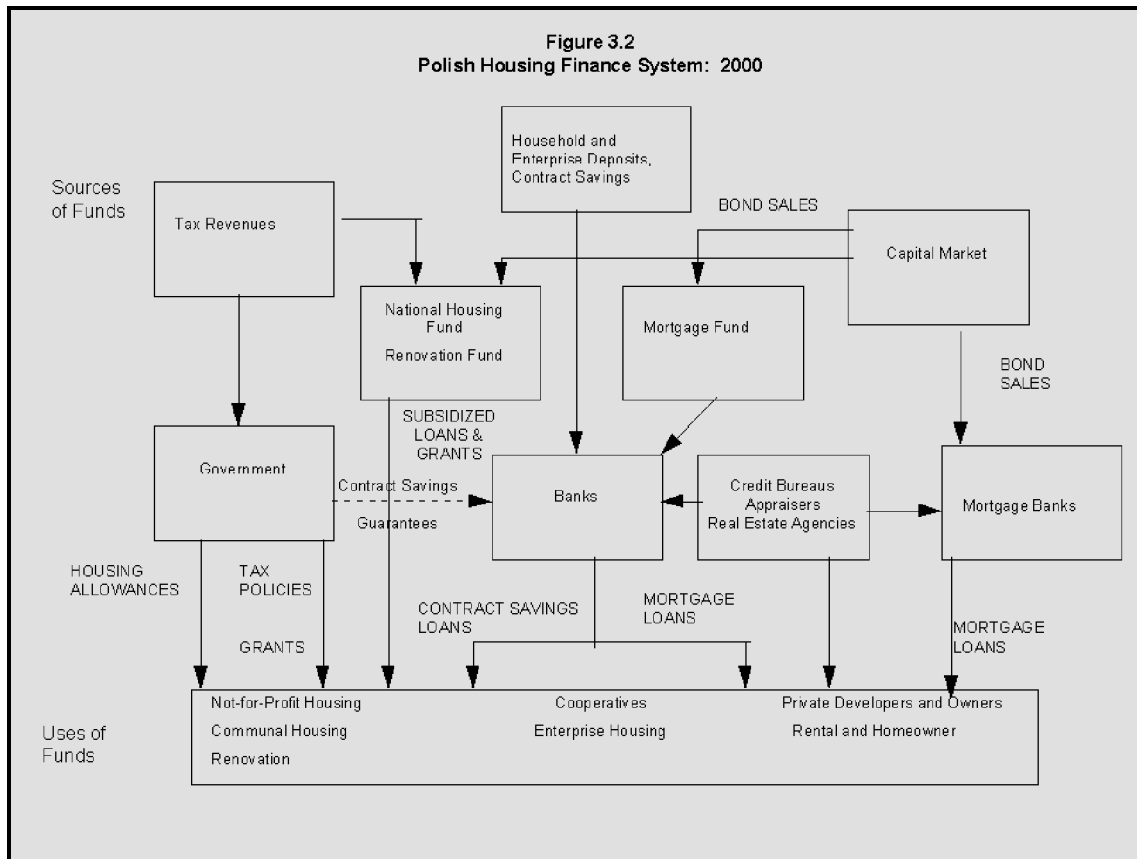 Figure 3.2
Polish Housing Finance System: 2000
Household and
Enterprise Deposits,
Contract Savings
Sources
of Funds
Tax Revenues
BOND SALES
Capital Market
National Housing
Fund
Renovation Fund
Mortgage Fund
BOND
SALES
SUBSIDIZED
LOANS &
GRANTS
Government
Contract Savings
Guarantees
Banks
Credit Bureaus
Appraisers
Real Estate Agencies
Mortgage Banks
HOUSING
ALLOWANCES
TAX
POLICIES
GRANTS
CONTRACT SAVINGS
LOANS
MORTGAGE
LOANS
MORTGAGE
LOANS
Uses of
Funds
Not-for-Profit Housing
Communal Housing
Renovation
Cooperatives
Enterprise Housing
Private Developers and Owners
Rental and Homeowner